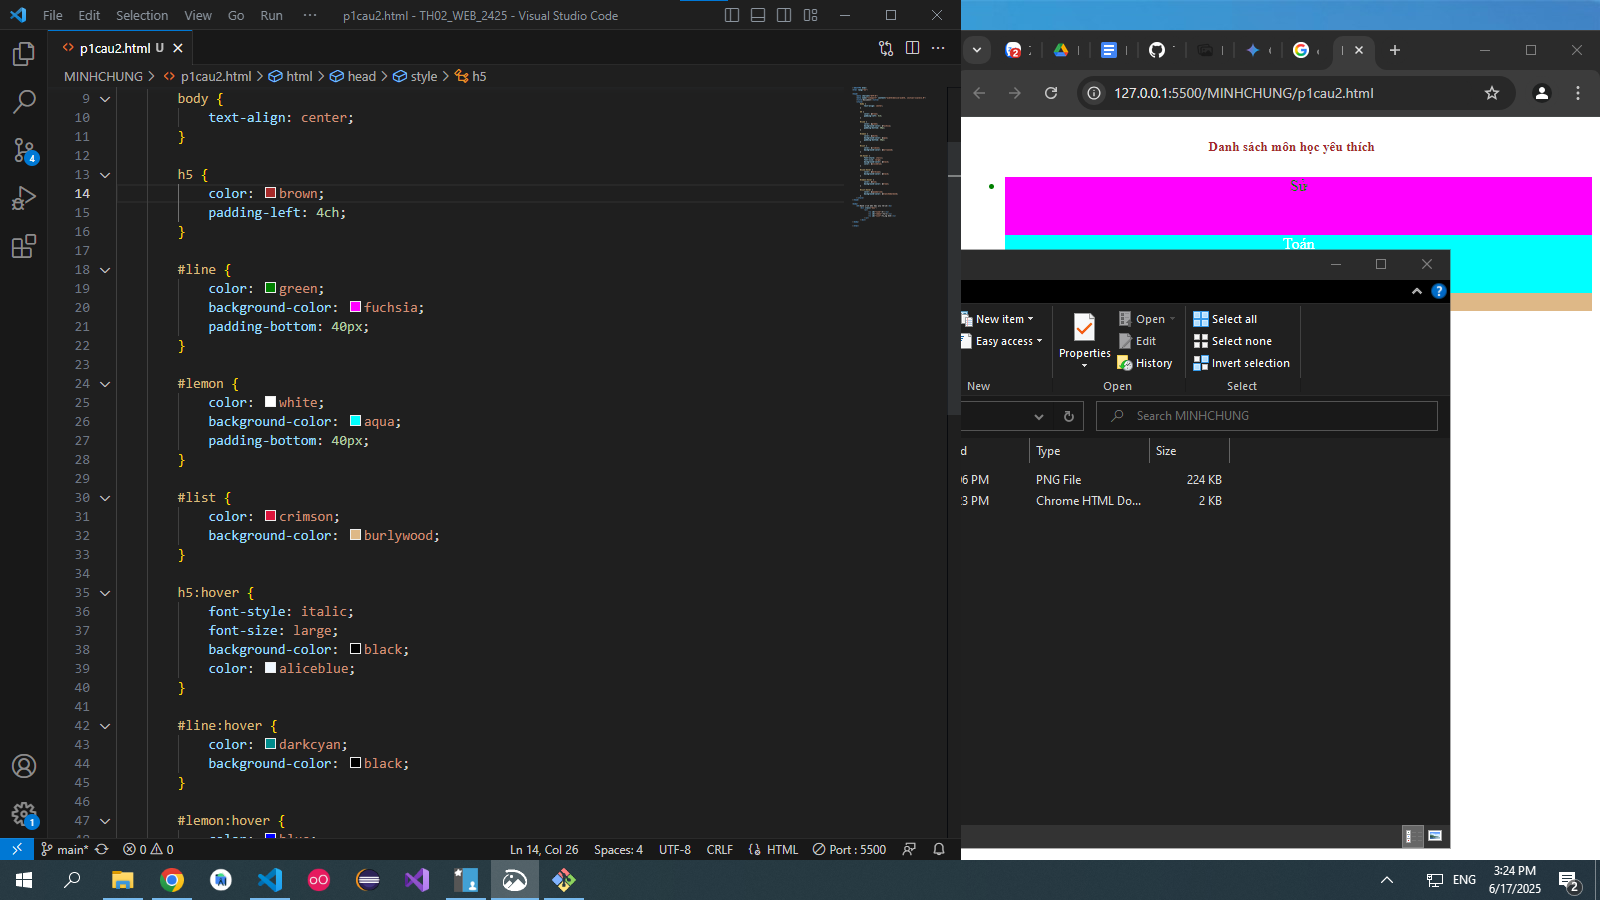 File Edit Selection View Go Run ··· p1cau2.html - TH02_WEB_2425 - Visual Studio Code
p1cau2.html U
MINHCHUNG > p1cau2.html > html > head > style > h5
9 body {
10 text-align: center;
11 }
12
13 h5 {
14 color: brown;
15 padding-left: 4ch;
16 }
17
18 #line {
19 color: green;
20 background-color: fuchsia;
21 padding-bottom: 40px;
22 }
23
24 #lemon {
25 color: white;
26 background-color: aqua;
27 padding-bottom: 40px;
28 }
29
30 #list {
31 color: crimson;
32 background-color: burlywood;
33 }
34
35 h5:hover {
36 font-style: italic;
37 font-size: large;
38 background-color: black;
39 color: aliceblue;
40 }
41
42 #line:hover {
43 color: darkcyan;
44 background-color: black;
45 }
46
47 #lemon:hover {
4
1
main* 0 0 Ln 14, Col 26 Spaces: 4 UTF-8 CRLF HTML Port : 5500
2
127.0.0.1:5500/MINHCHUNG/p1cau2.html
Danh sách môn học yêu thích
Sử
Toán
New item
Easy access
New
Properties
Open
Edit
History
Open
Select all
Select none
Invert selection
Select
Search MINHCHUNG
d Type Size
6 PM PNG File 224 KB
3 PM Chrome HTML Do... 2 KB
ENG
3:24 PM
6/17/2025
2